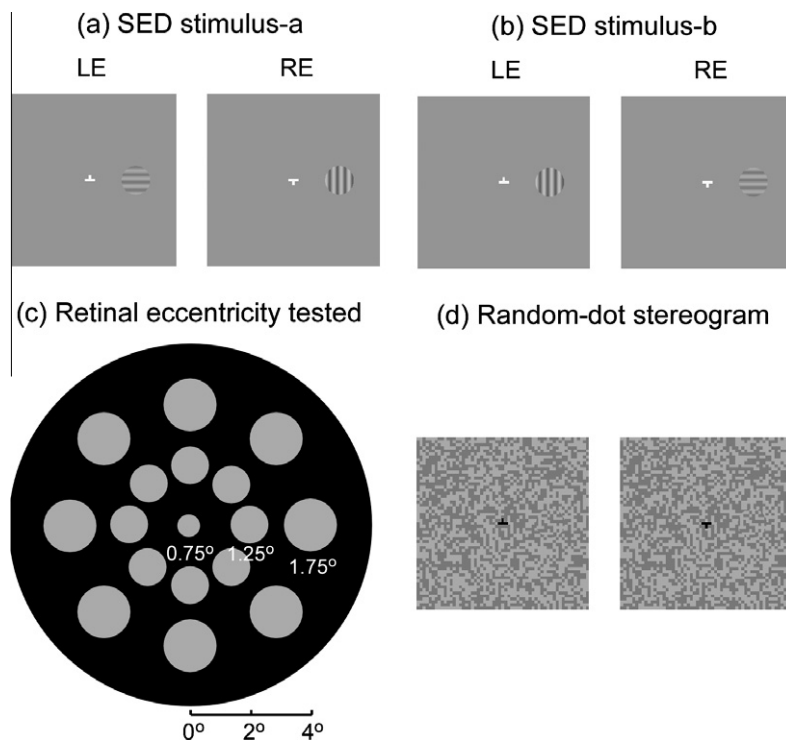 (a) SED stimulus-a
LE RE
(b) SED stimulus-b
LE RE
(c) Retinal eccentricity tested
0.75º 1.25º 1.75º
0º 2º 4º
(d) Random-dot stereogram